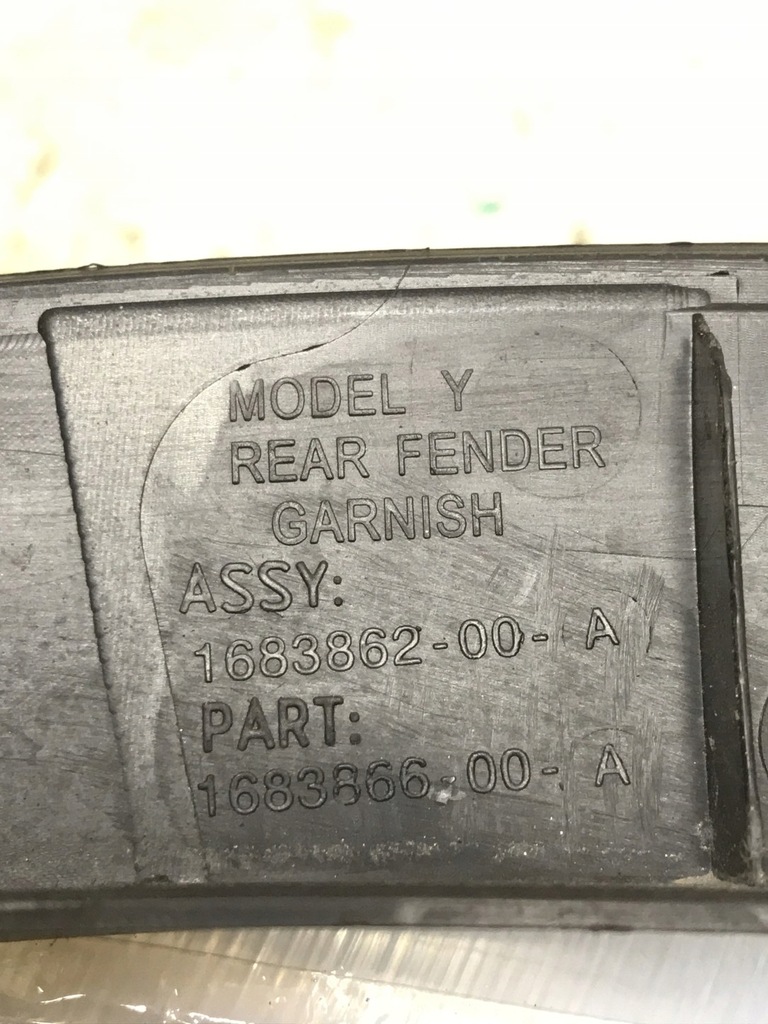 MODEL Y
REAR FENDER
GARNISH
ASSY:
1683862-00- A
PART:
1683866-00- A